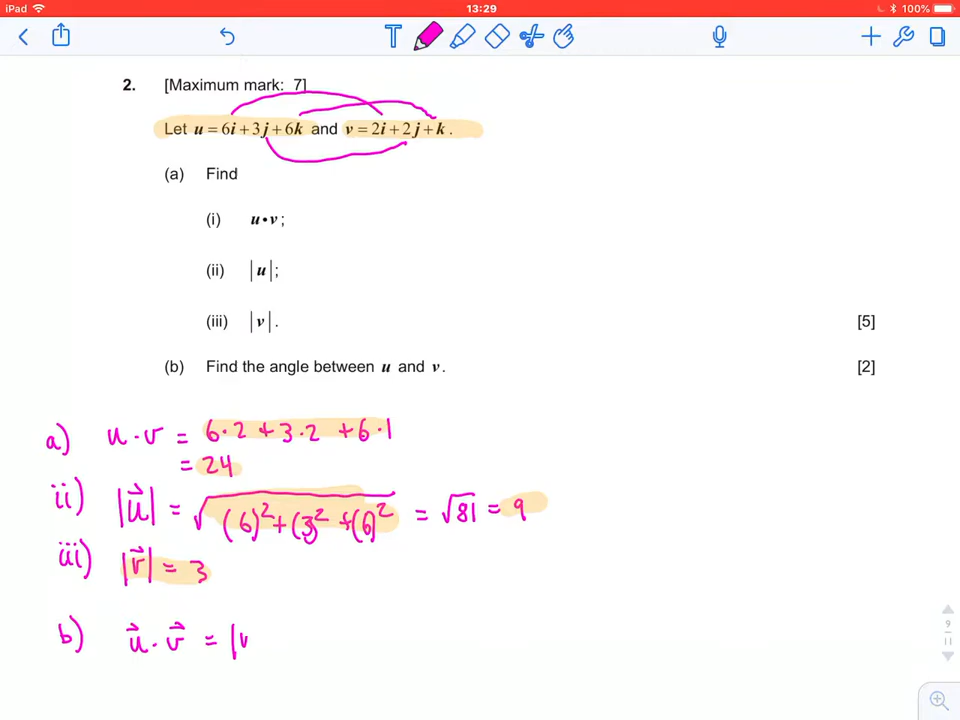 iPad 13:29 100%
T
2. [Maximum mark: 7]
Let u = 6i + 3j + 6k and v = 2i + 2j + k .
(a) Find
(i) u • v ;
(ii) | u | ;
(iii) | v | . [5]
(b) Find the angle between u and v . [2]
a) u · v = 6·2 + 3·2 + 6·1
= 24
ii) |u⃗| = √(6)² + (3)² + (6)² = √81 = 9
iii) |v⃗| = 3
b) u⃗ · v⃗ = |v
9
11